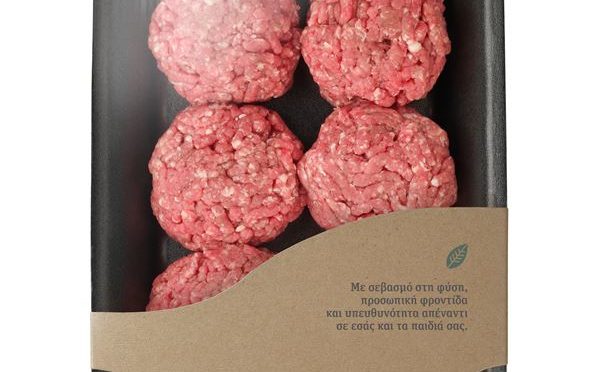 Με σεβασμό στη φύση,
προσωπική φροντίδα
και υπευθυνότητα απέναντι
σε εσάς και τα παιδιά σας.